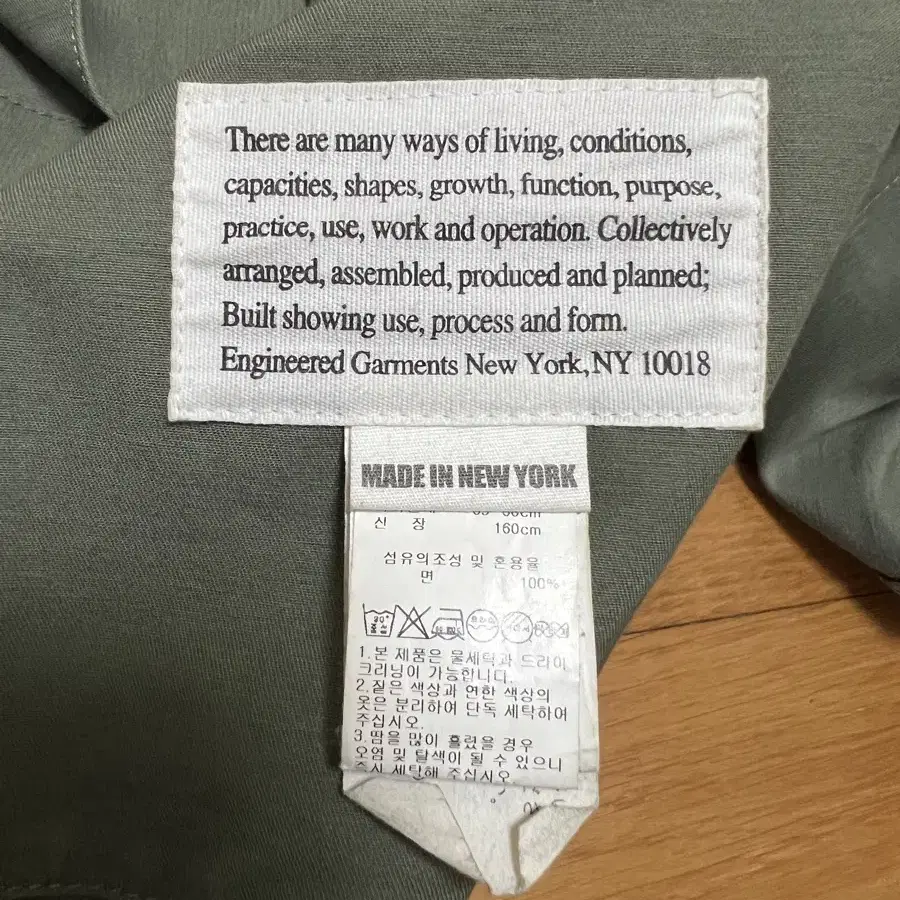 There are many ways of living, conditions,
capacities, shapes, growth, function, purpose,
practice, use, work and operation. Collectively
arranged, assembled, produced and planned;
Built showing use, process and form.
Engineered Garments New York, NY 10018
MADE IN NEW YORK
신 장 160cm
섬유의조성 및 혼용율
면 100%
1.본 제품은 물세탁과 드라이
크리닝이 가능합니다.
2.짙은 색상과 연한 색상의
옷은 분리하여 단독 세탁하여
주십시오.
3.땀을 많이 흘렸을 경우
오염 및 탈색이 될 수 있으니
즉시 세탁해 주십시오.